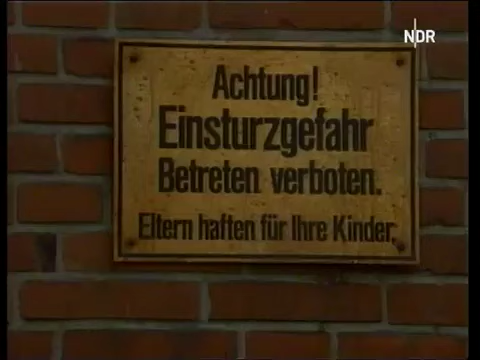 NDR
Achtung!
Einsturzgefahr
Betreten verboten.
Eltern haften für Ihre Kinder.